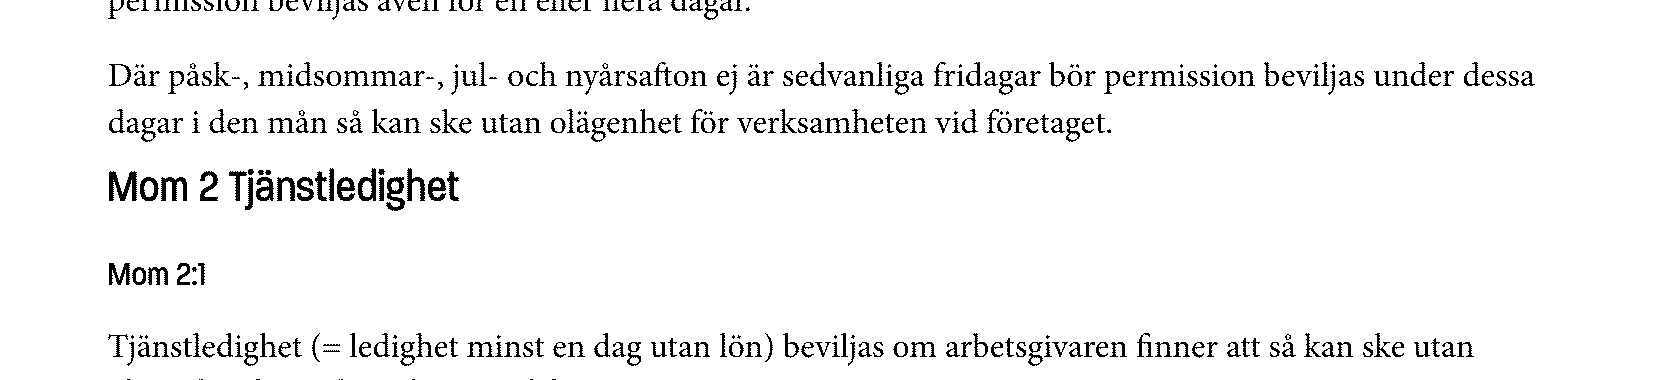 permission beviljas även för en eller flera dagar.
Där påsk-, midsommar-, jul- och nyårsafton ej är sedvanliga fridagar bör permission beviljas under dessa
dagar i den mån så kan ske utan olägenhet för verksamheten vid företaget.
Mom 2 Tjänstledighet
Mom 2:1
Tjänstledighet (= ledighet minst en dag utan lön) beviljas om arbetsgivaren finner att så kan ske utan